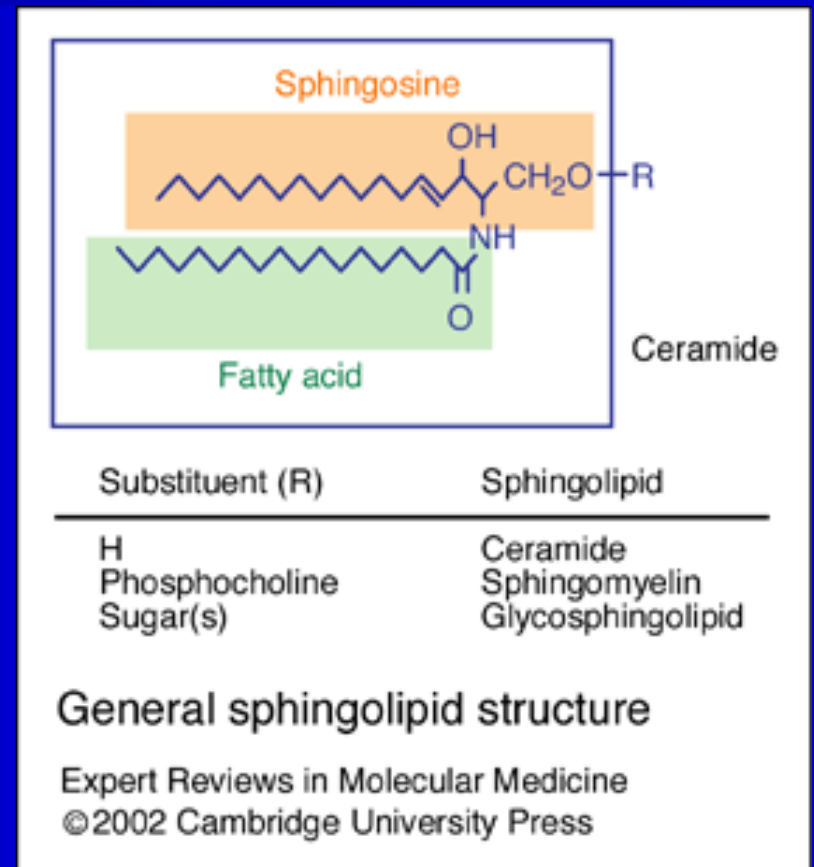 Sphingosine
OH
CH₂O R
NH
O
Fatty acid
Ceramide
Substituent (R) Sphingolipid
H Ceramide
Phosphocholine Sphingomyelin
Sugar(s) Glycosphingolipid
General sphingolipid structure
Expert Reviews in Molecular Medicine
©2002 Cambridge University Press